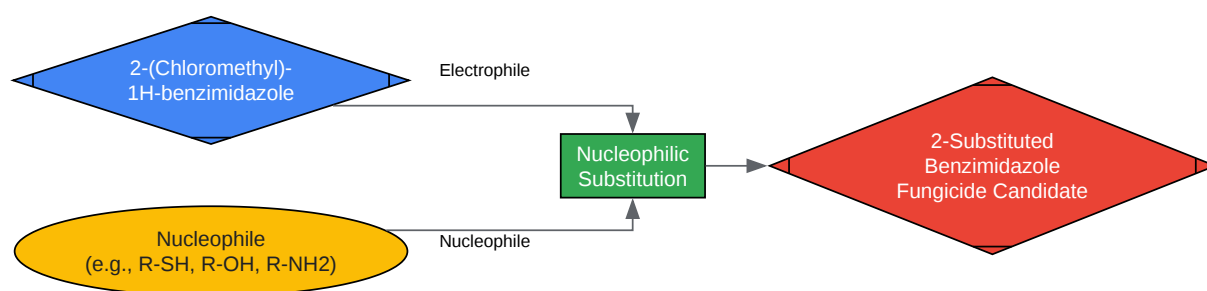 2-(Chloromethyl)-
1H-benzimidazole
Electrophile
Nucleophilic
Substitution
2-Substituted
Benzimidazole
Fungicide Candidate
Nucleophile
(e.g., R-SH, R-OH, R-NH2)
Nucleophile